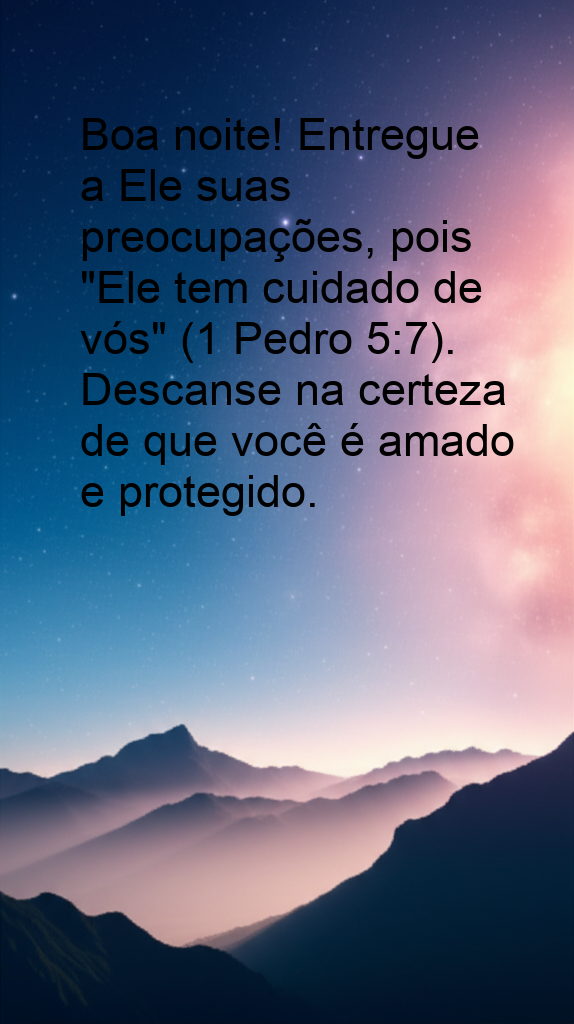 Boa noite! Entregue
a Ele suas
preocupações, pois
"Ele tem cuidado de
vós" (1 Pedro 5:7).
Descanse na certeza
de que você é amado
e protegido.